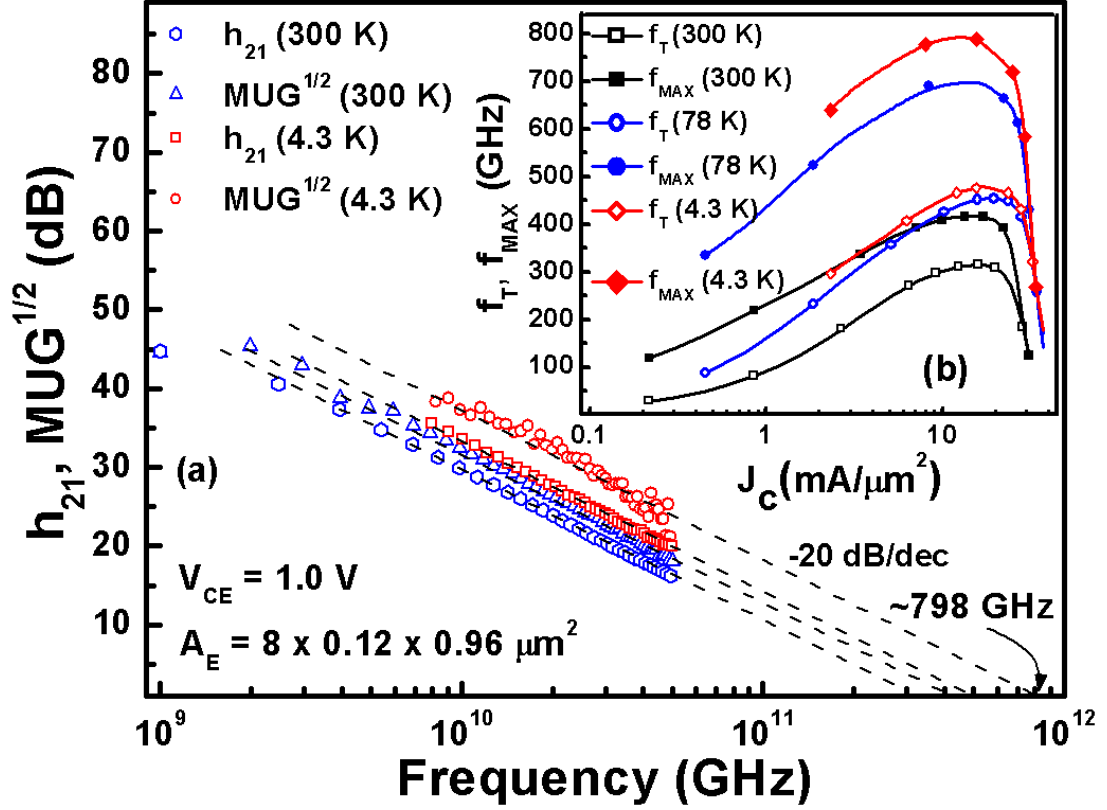 h21 (300 K)
MUG1/2 (300 K)
h21 (4.3 K)
MUG1/2 (4.3 K)
h21, MUG1/2 (dB)
80
70
60
50
40
30
20
10
(a)
VCE = 1.0 V
AE = 8 x 0.12 x 0.96 μm2
-20 dB/dec
~798 GHz
10^9
10^10
10^11
10^12
Frequency (GHz)
fT, fMAX (GHz)
800
700
600
500
400
300
200
100
fT (300 K)
fMAX (300 K)
fT (78 K)
fMAX (78 K)
fT (4.3 K)
fMAX (4.3 K)
(b)
0.1
1
10
JC(mA/μm2)